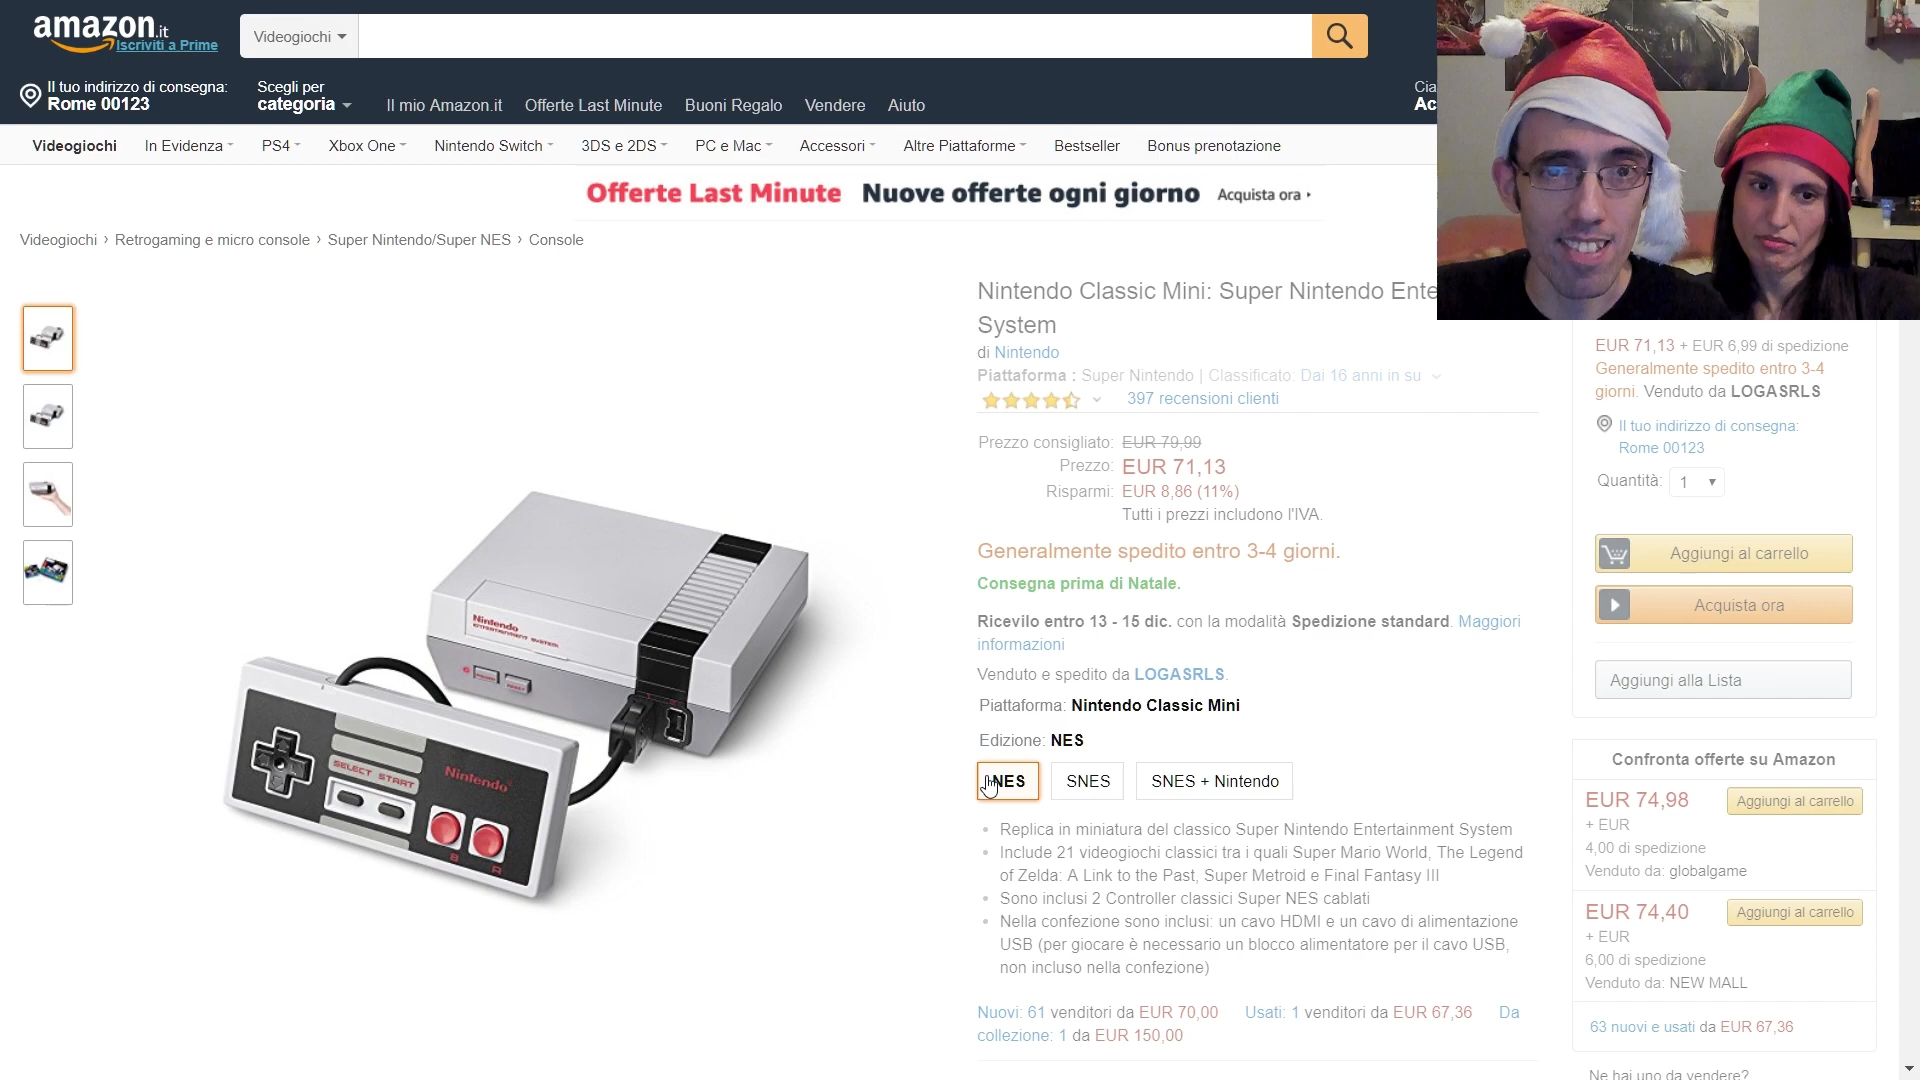 amazon.it
Iscriviti a Prime
Videogiochi
Il tuo indirizzo di consegna:
Rome 00123
Scegli per
categoria
Il mio Amazon.it
Offerte Last Minute
Buoni Regalo
Vendere
Aiuto
Cia
Ac
Videogiochi
In Evidenza
PS4
Xbox One
Nintendo Switch
3DS e 2DS
PC e Mac
Accessori
Altre Piattaforme
Bestseller
Bonus prenotazione
Offerte Last Minute Nuove offerte ogni giorno Acquista ora
Videogiochi › Retrogaming e micro console › Super Nintendo/Super NES › Console
Nintendo
ENTERTAINMENT SYSTEM
POWER
RESET
SELECT START
Nintendo
B
A
Nintendo Classic Mini: Super Nintendo Ente
System
di Nintendo
Piattaforma : Super Nintendo | Classificato: Dai 16 anni in su
397 recensioni clienti
Prezzo consigliato: EUR 79,99
Prezzo: EUR 71,13
Risparmi: EUR 8,86 (11%)
Tutti i prezzi includono l'IVA.
Generalmente spedito entro 3-4 giorni.
Consegna prima di Natale.
Ricevilo entro 13 - 15 dic. con la modalità Spedizione standard. Maggiori
informazioni
Venduto e spedito da LOGASRLS.
Piattaforma: Nintendo Classic Mini
Edizione: NES
NES
SNES
SNES + Nintendo
• Replica in miniatura del classico Super Nintendo Entertainment System
• Include 21 videogiochi classici tra i quali Super Mario World, The Legend
of Zelda: A Link to the Past, Super Metroid e Final Fantasy III
• Sono inclusi 2 Controller classici Super NES cablati
• Nella confezione sono inclusi: un cavo HDMI e un cavo di alimentazione
USB (per giocare è necessario un blocco alimentatore per il cavo USB,
non incluso nella confezione)
Nuovi: 61 venditori da EUR 70,00 Usati: 1 venditori da EUR 67,36 Da
collezione: 1 da EUR 150,00
EUR 71,13 + EUR 6,99 di spedizione
Generalmente spedito entro 3-4
giorni. Venduto da LOGASRLS
Il tuo indirizzo di consegna:
Rome 00123
Quantità: 1
Aggiungi al carrello
Acquista ora
Aggiungi alla Lista
Confronta offerte su Amazon
EUR 74,98
Aggiungi al carrello
+ EUR
4,00 di spedizione
Venduto da: globalgame
EUR 74,40
Aggiungi al carrello
+ EUR
6,00 di spedizione
Venduto da: NEW MALL
63 nuovi e usati da EUR 67,36
Ne hai uno da vendere?